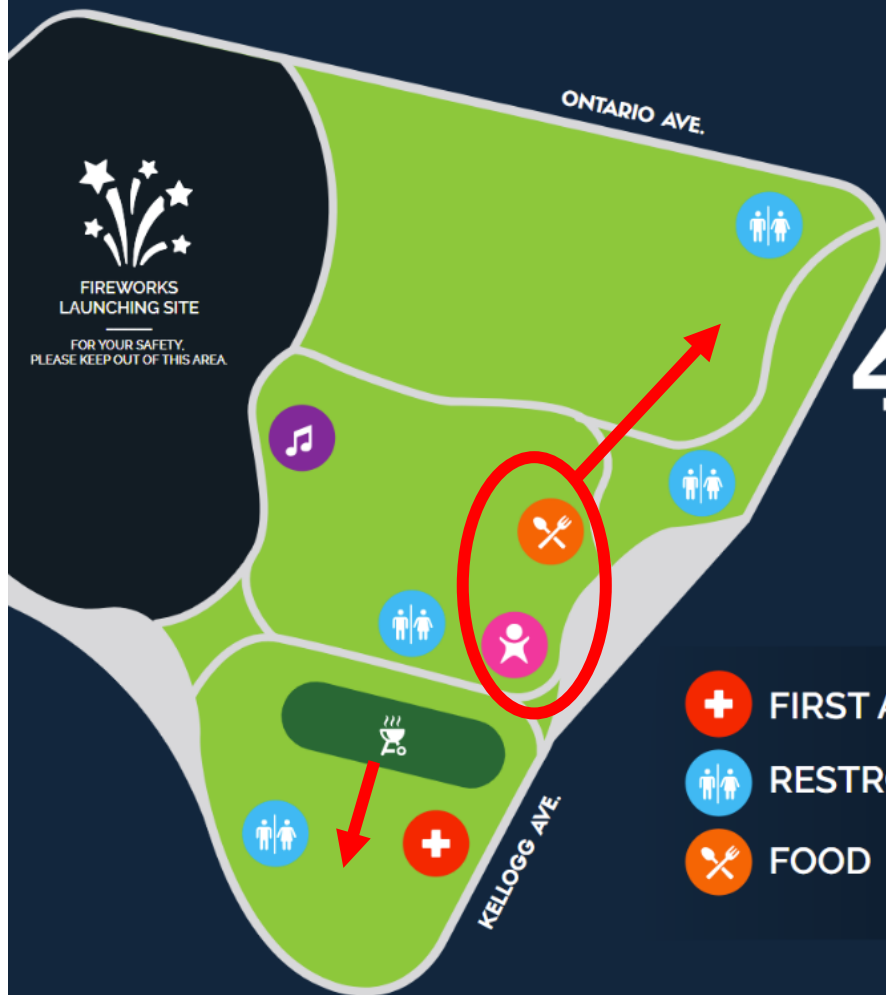 ONTARIO AVE.
FIREWORKS
LAUNCHING SITE
FOR YOUR SAFETY,
PLEASE KEEP OUT OF THIS AREA.
4
FIRST A
RESTR
FOOD
KELLOGG AVE.